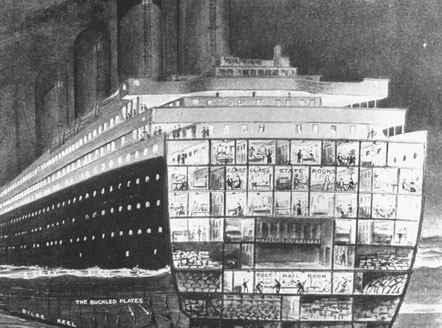 FIRST CLASS STATE ROOMS
POST MAIL ROOM
THE BUCKLED PLATES
BILGE KEEL